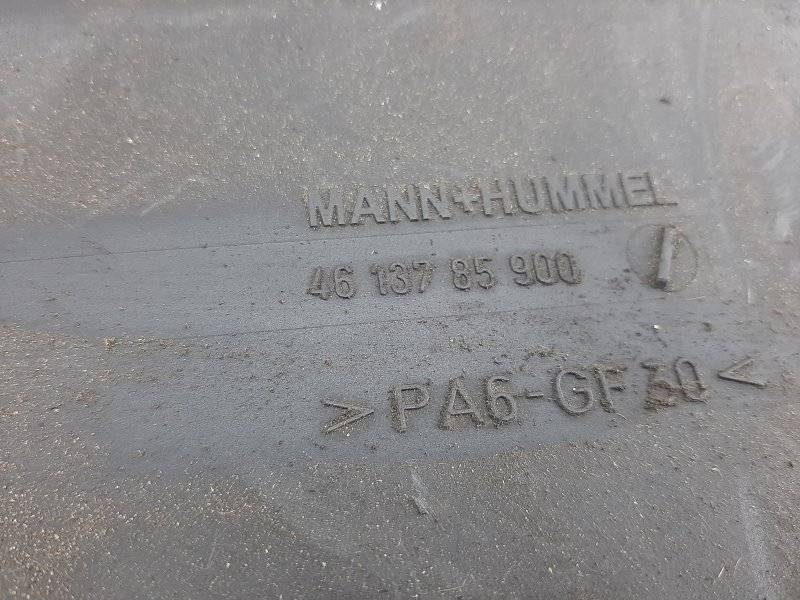 MANN+HUMMEL
46 137 85 900
>PA6-GF30<